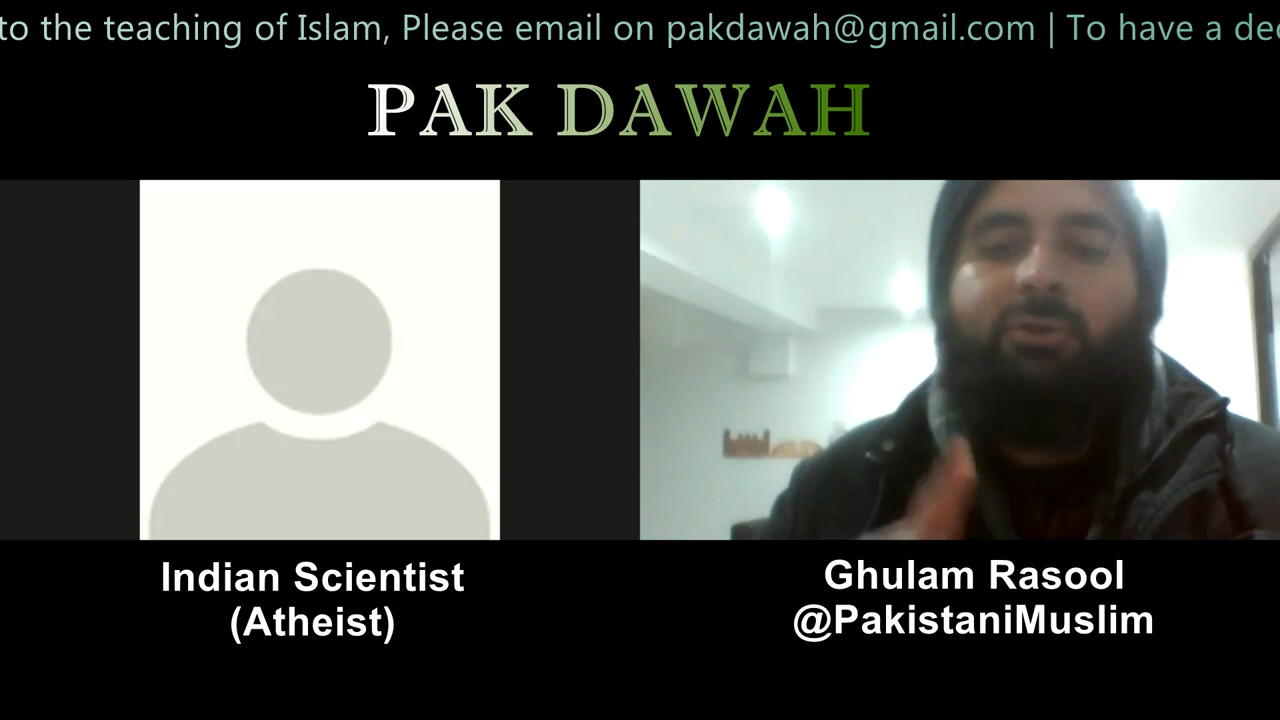 to the teaching of Islam, Please email on pakdawah@gmail.com | To have a
PAK DAWAH
Indian Scientist
(Atheist)
Ghulam Rasool
@PakistaniMuslim